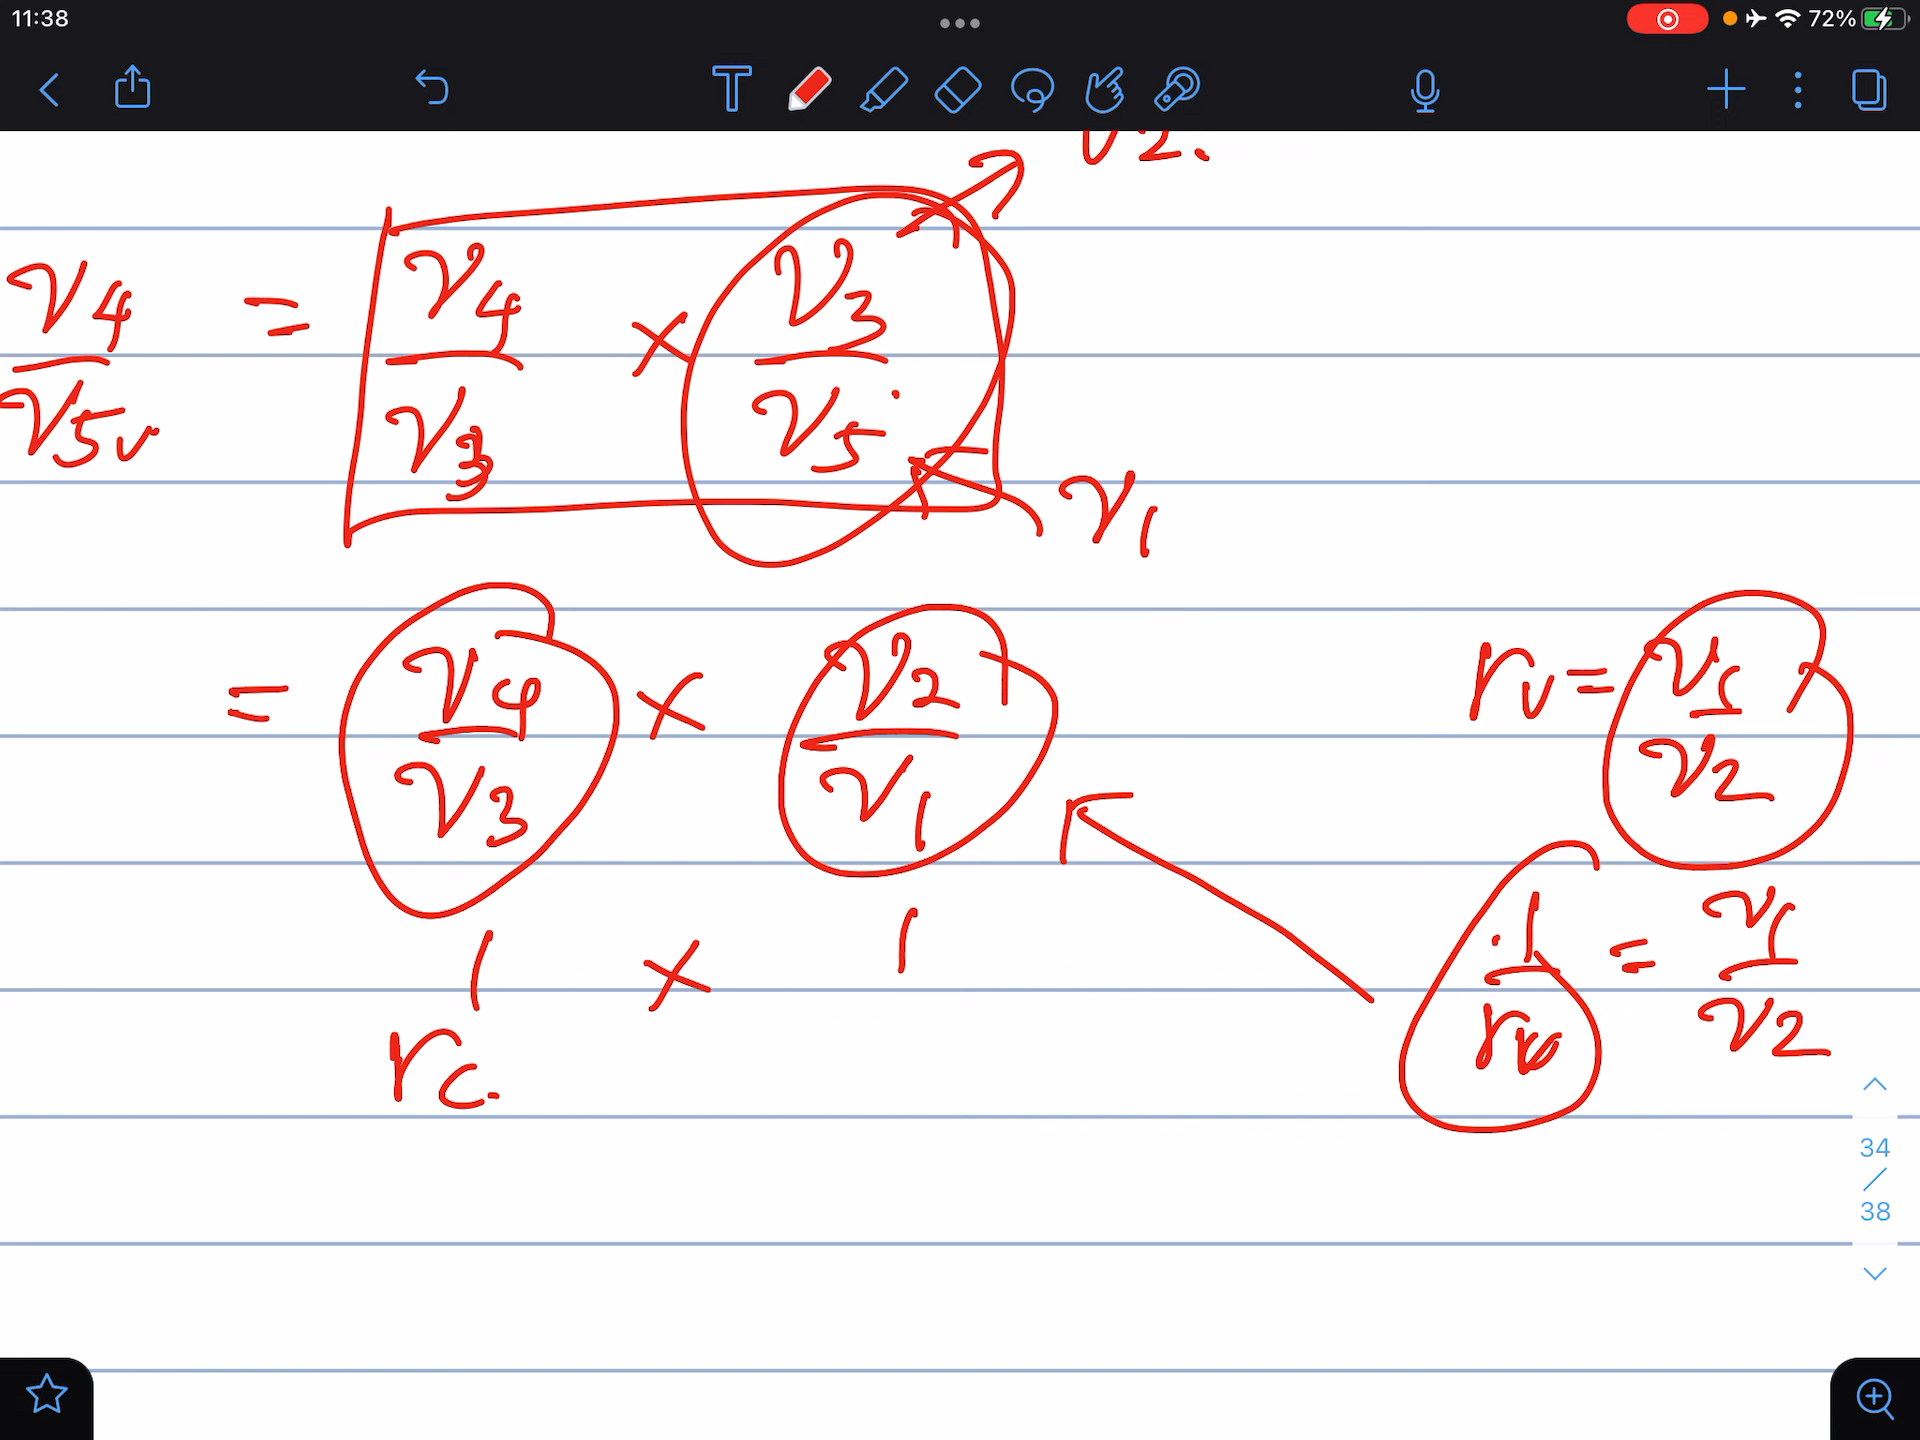 11:38
72%
V2.
V4/V5 = V4/V3 × V3/V5
V1
= V4/V3 × V2/V1
rv = V1/V2
1/rv = V1/V2
1 × 1
rc.
34
/
38